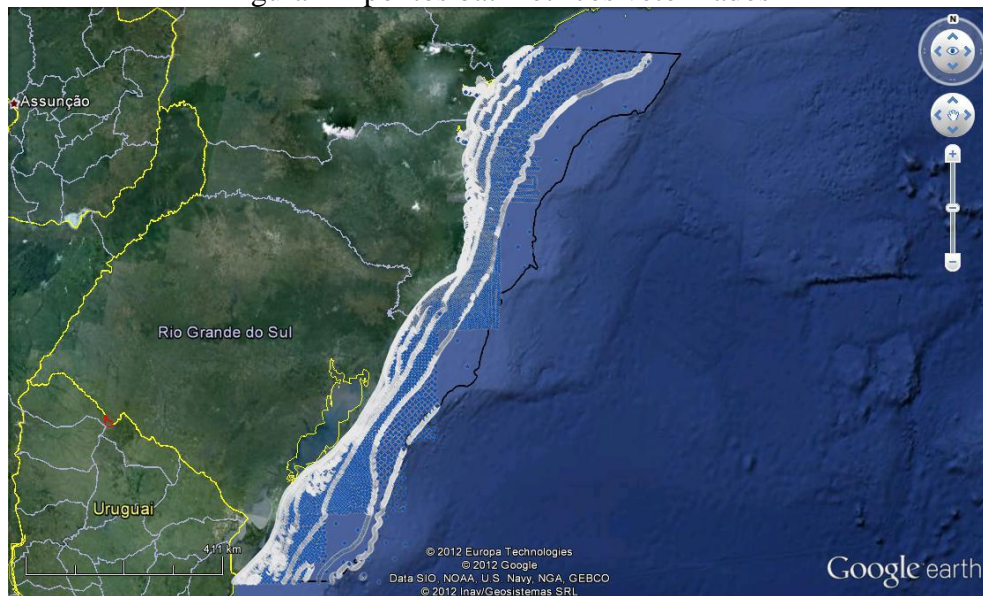 N
Assunção
Rio Grande do Sul
Uruguai
411 km
© 2012 Europa Technologies
© 2012 Google
Data SIO, NOAA, U.S. Navy, NGA, GEBCO
© 2012 Inav/Geosistemas SRL
Google earth